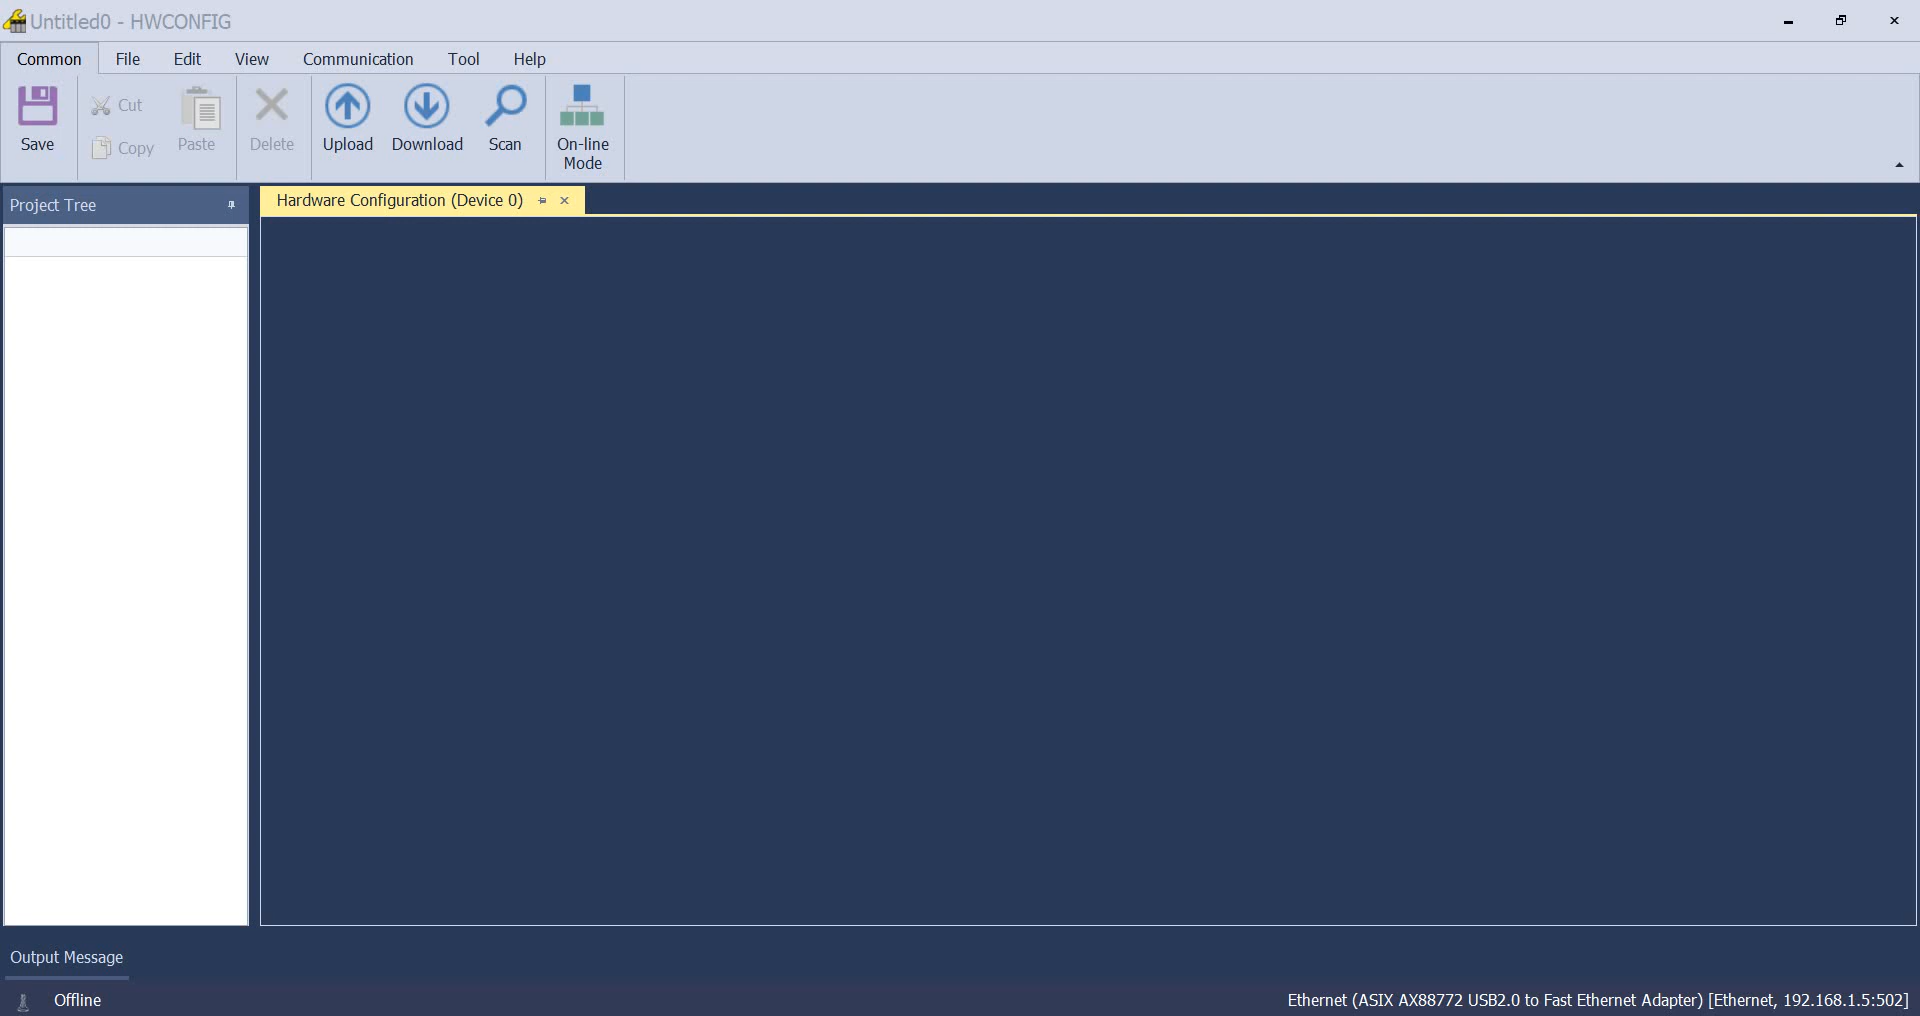 Untitled0 - HWCONFIG
Common File Edit View Communication Tool Help
Save Cut Copy Paste Delete Upload Download Scan On-line Mode
Project Tree
Hardware Configuration (Device 0)
Output Message
Offline
Ethernet (ASIX AX88772 USB2.0 to Fast Ethernet Adapter) [Ethernet, 192.168.1.5:502]